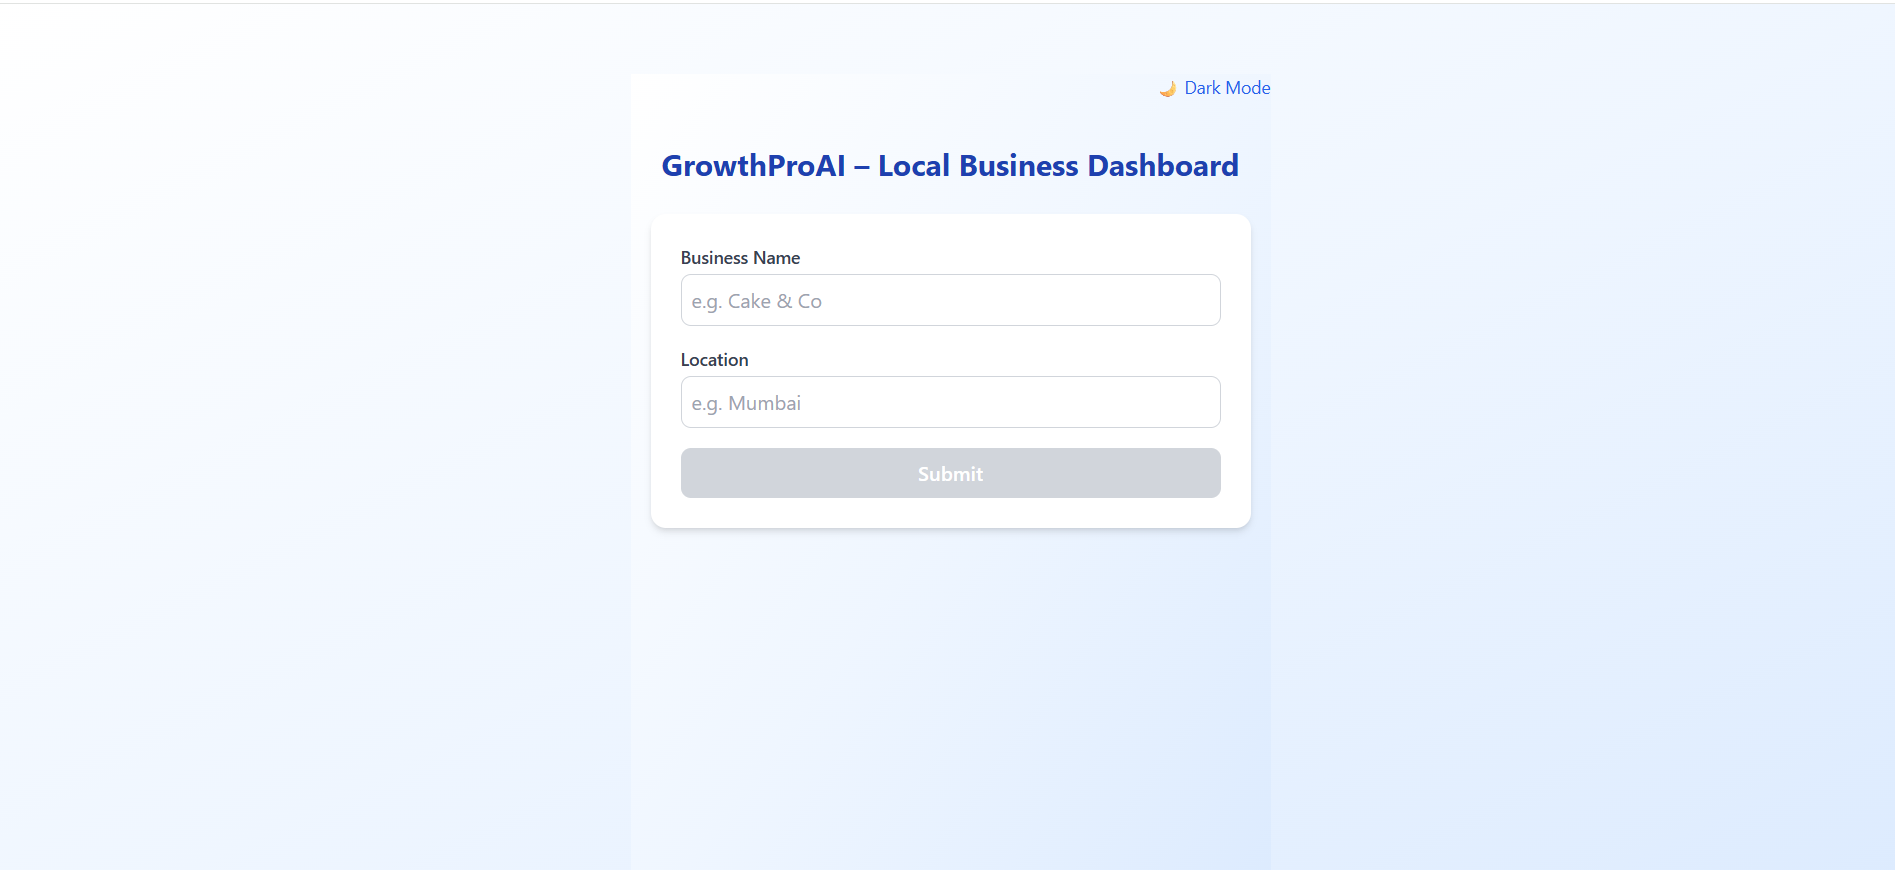 🌙 Dark Mode
GrowthProAI – Local Business Dashboard
Business Name
e.g. Cake & Co
Location
e.g. Mumbai
Submit